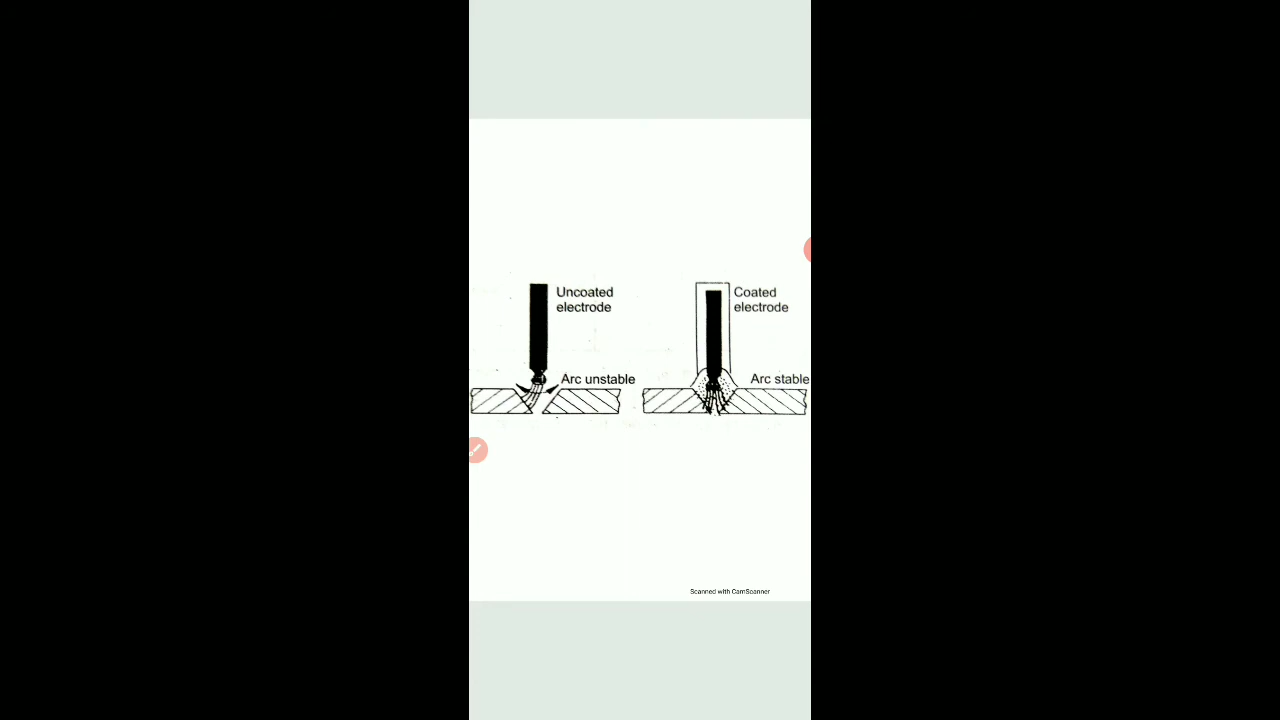 Uncoated
electrode
Arc unstable
Coated
electrode
Arc stable
Scanned with CamScanner